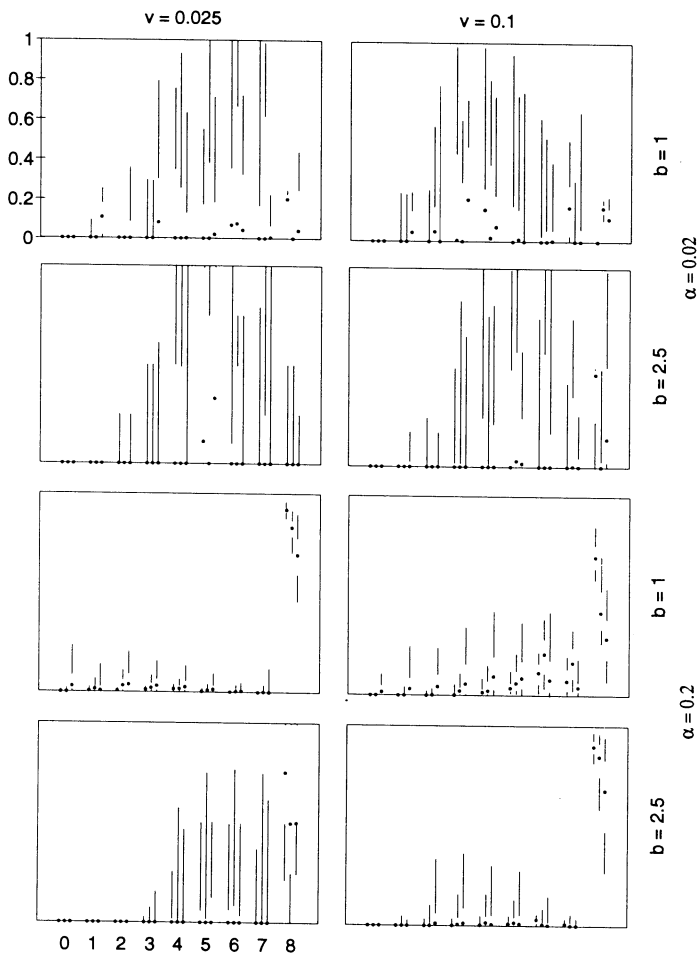 v = 0.025
v = 0.1
1
0.8
0.6
0.4
0.2
0
b = 1
α = 0.02
b = 2.5
b = 1
α = 0.2
b = 2.5
0 1 2 3 4 5 6 7 8